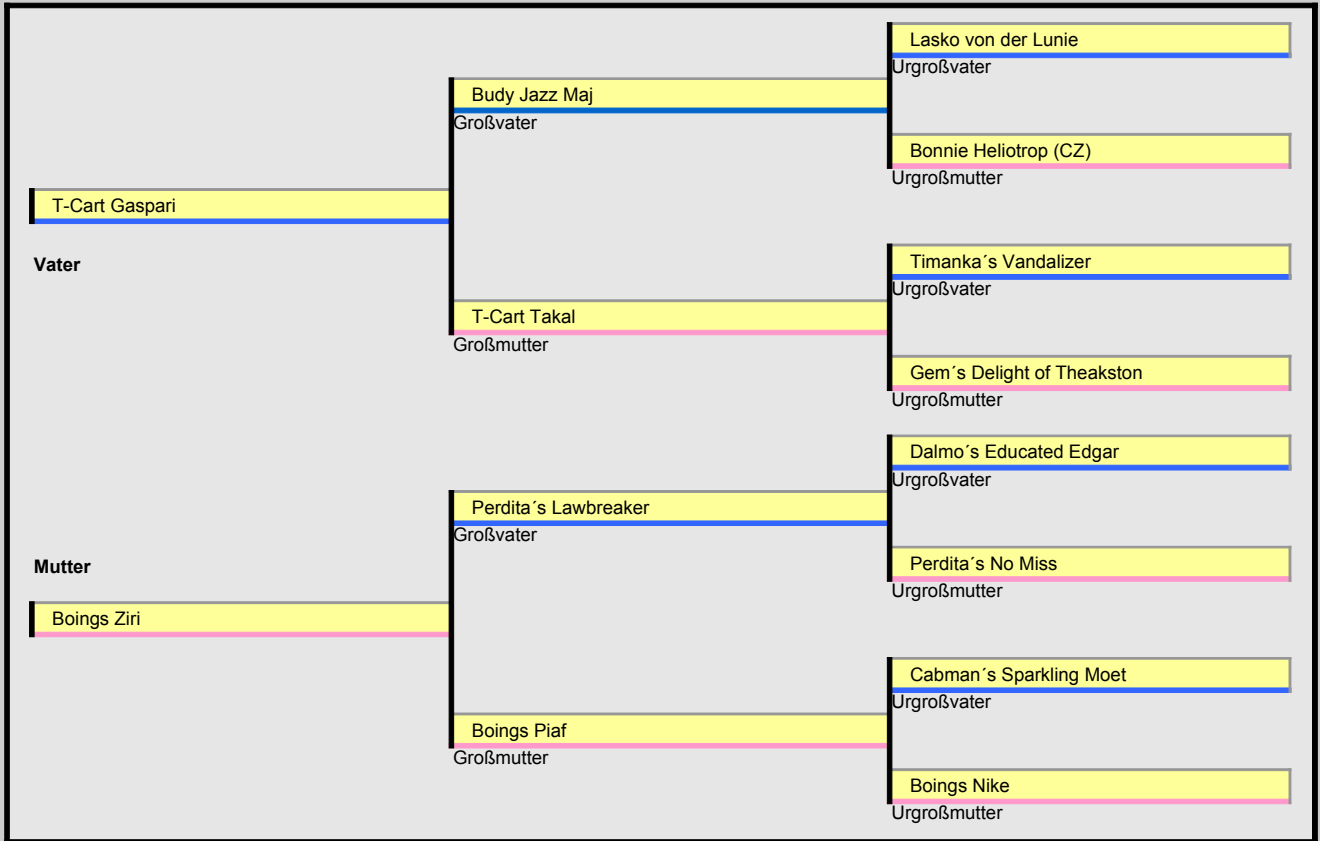 Lasko von der Lunie
Urgroßvater
Budy Jazz Maj
Großvater
Bonnie Heliotrop (CZ)
Urgroßmutter
T-Cart Gaspari
Vater
Timanka´s Vandalizer
Urgroßvater
T-Cart Takal
Großmutter
Gem´s Delight of Theakston
Urgroßmutter
Dalmo´s Educated Edgar
Urgroßvater
Perdita´s Lawbreaker
Großvater
Perdita´s No Miss
Urgroßmutter
Mutter
Boings Ziri
Cabman´s Sparkling Moet
Urgroßvater
Boings Piaf
Großmutter
Boings Nike
Urgroßmutter